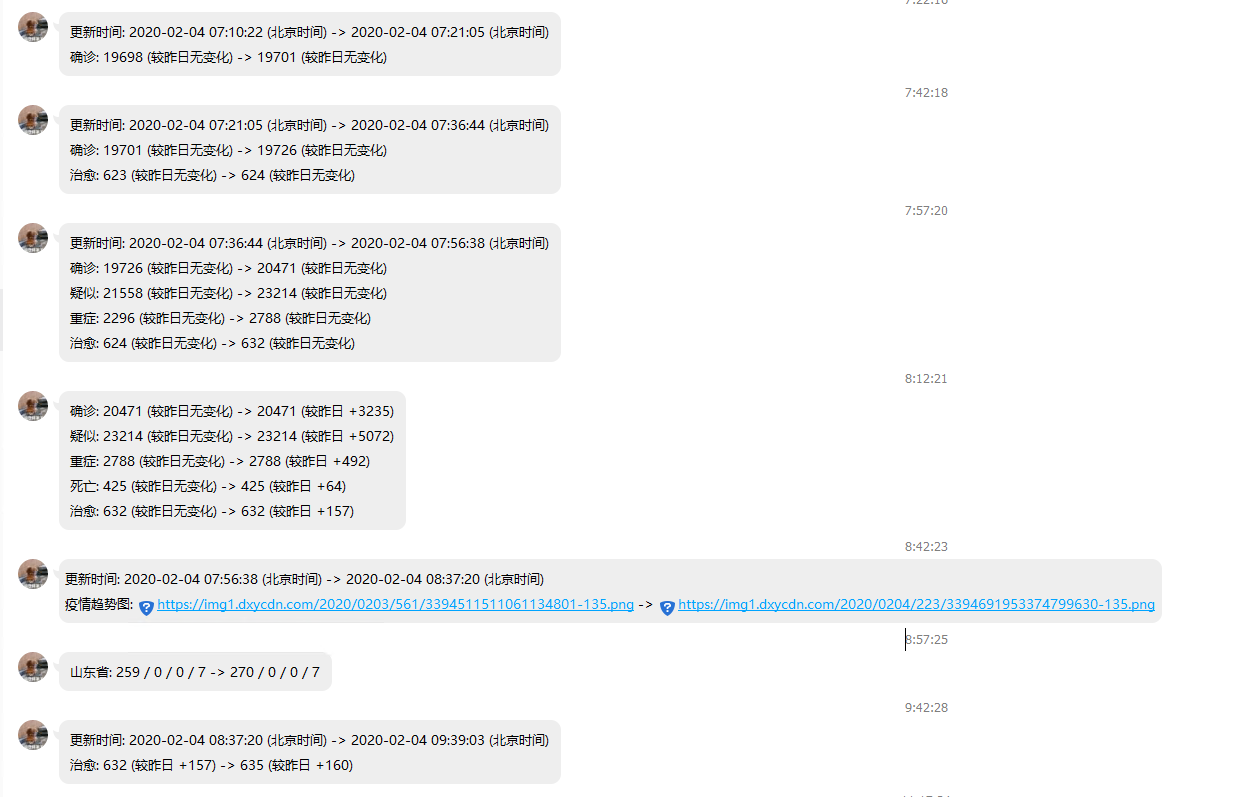 更新时间: 2020-02-04 07:10:22 (北京时间) -> 2020-02-04 07:21:05 (北京时间)
确诊: 19698 (较昨日无变化) -> 19701 (较昨日无变化)
7:42:18
更新时间: 2020-02-04 07:21:05 (北京时间) -> 2020-02-04 07:36:44 (北京时间)
确诊: 19701 (较昨日无变化) -> 19726 (较昨日无变化)
治愈: 623 (较昨日无变化) -> 624 (较昨日无变化)
7:57:20
更新时间: 2020-02-04 07:36:44 (北京时间) -> 2020-02-04 07:56:38 (北京时间)
确诊: 19726 (较昨日无变化) -> 20471 (较昨日无变化)
疑似: 21558 (较昨日无变化) -> 23214 (较昨日无变化)
重症: 2296 (较昨日无变化) -> 2788 (较昨日无变化)
治愈: 624 (较昨日无变化) -> 632 (较昨日无变化)
8:12:21
确诊: 20471 (较昨日无变化) -> 20471 (较昨日 +3235)
疑似: 23214 (较昨日无变化) -> 23214 (较昨日 +5072)
重症: 2788 (较昨日无变化) -> 2788 (较昨日 +492)
死亡: 425 (较昨日无变化) -> 425 (较昨日 +64)
治愈: 632 (较昨日无变化) -> 632 (较昨日 +157)
8:42:23
更新时间: 2020-02-04 07:56:38 (北京时间) -> 2020-02-04 08:37:20 (北京时间)
疫情趋势图: https://img1.dxycdn.com/2020/0203/561/3394511511061134801-135.png -> https://img1.dxycdn.com/2020/0204/223/3394691953374799630-135.png
8:57:25
山东省: 259 / 0 / 0 / 7 -> 270 / 0 / 0 / 7
9:42:28
更新时间: 2020-02-04 08:37:20 (北京时间) -> 2020-02-04 09:39:03 (北京时间)
治愈: 632 (较昨日 +157) -> 635 (较昨日 +160)